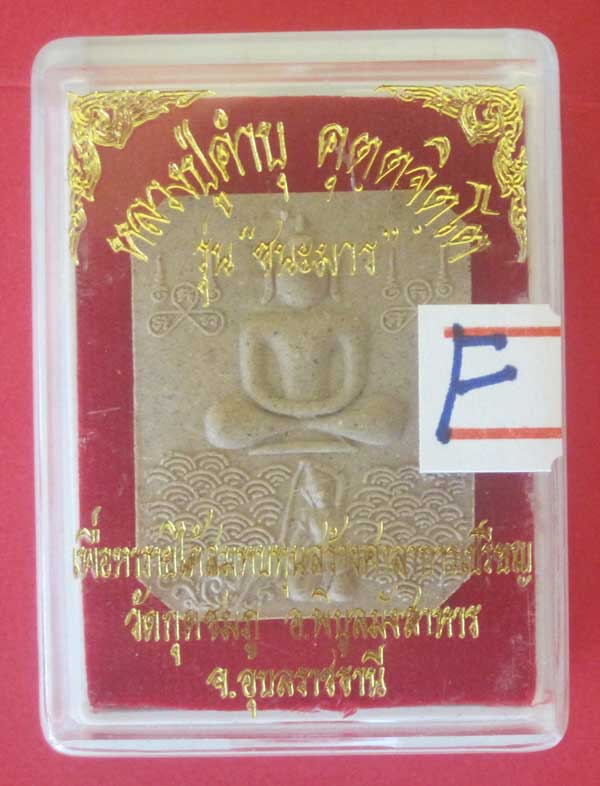 หลวงปู่คำบุ คุตตจิตโต
รุ่น "ชนะมาร"
F
เพื่อหารายได้สมทบทุนสร้างศาลาการเปรียญ
วัดกุดชมภู อ.พิบูลมังสาหาร
จ.อุบลราชธานี